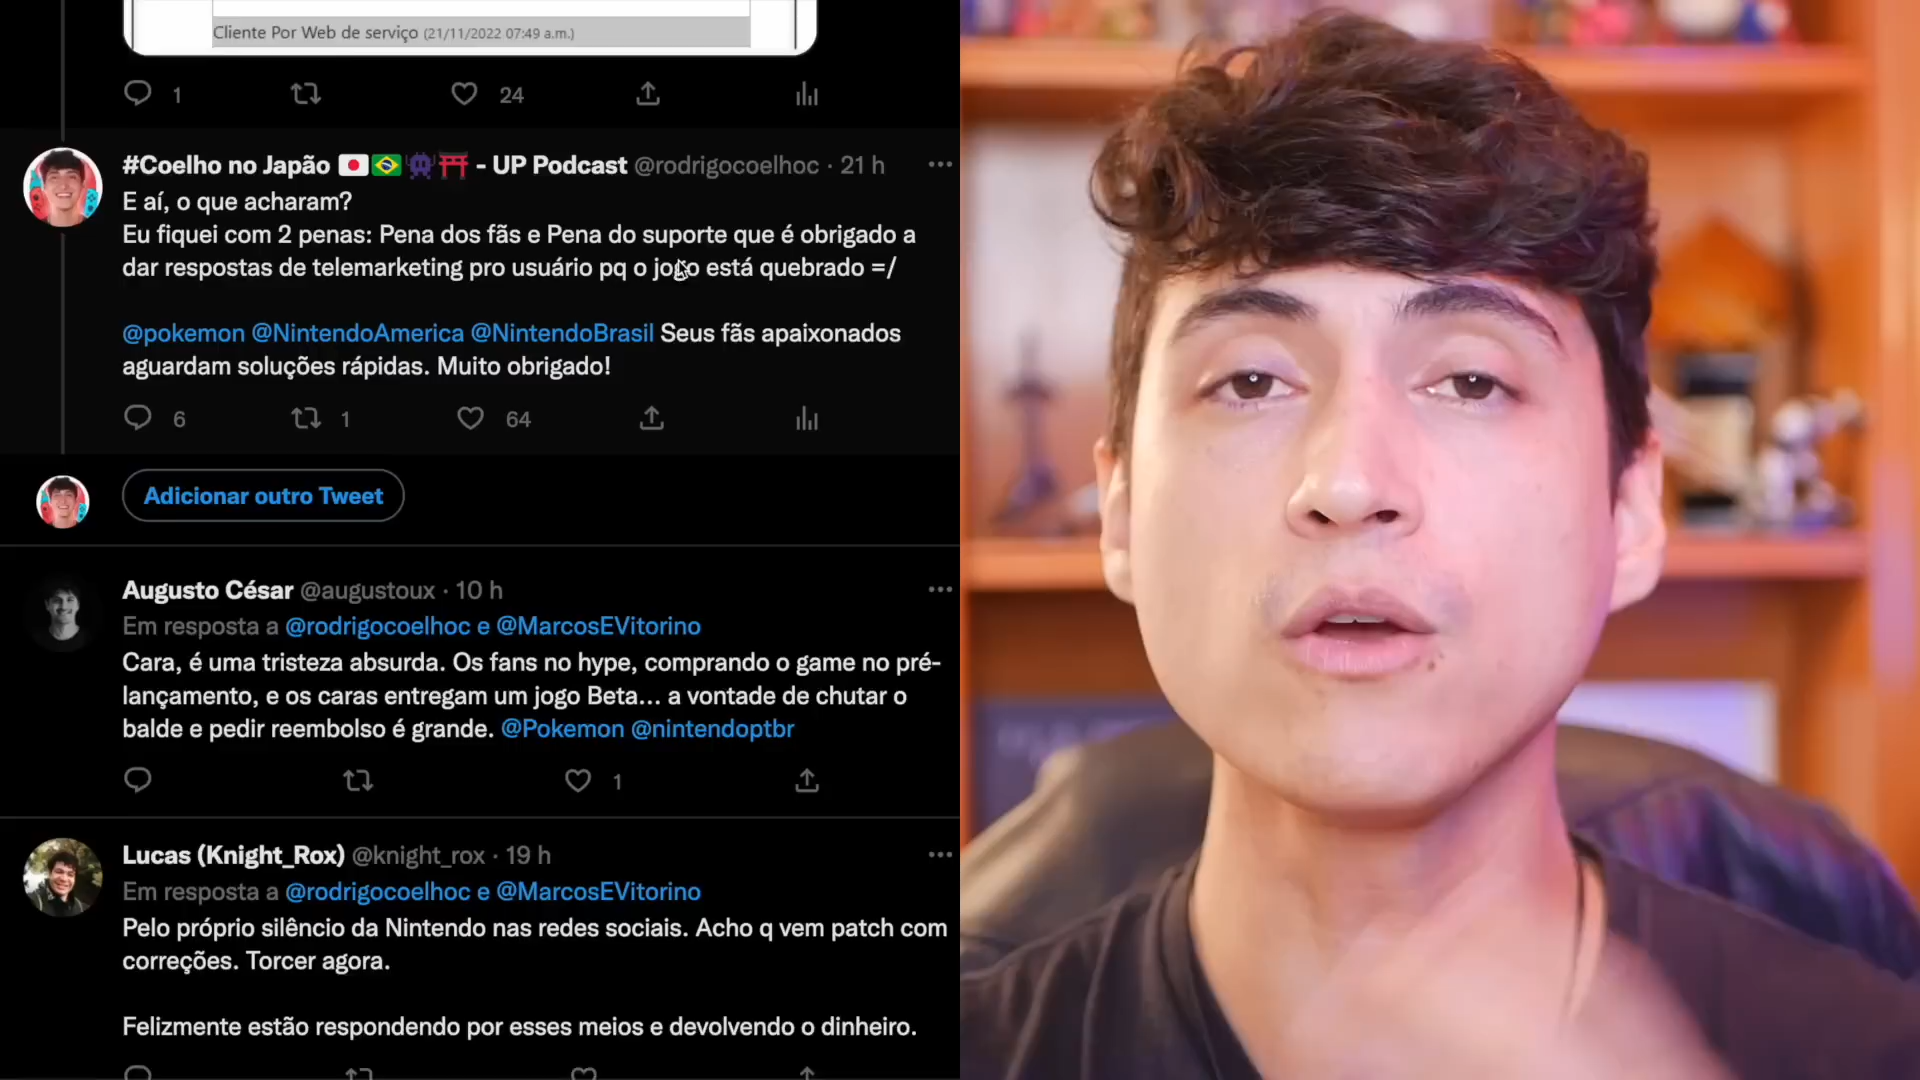 Cliente Por Web de serviço (21/11/2022 07:49 a.m.)
1 24
#Coelho no Japão 🇯🇵🇧🇷👾⛩️ - UP Podcast @rodrigocoelhoc · 21 h
E aí, o que acharam?
Eu fiquei com 2 penas: Pena dos fãs e Pena do suporte que é obrigado a
dar respostas de telemarketing pro usuário pq o jogo está quebrado =/
@pokemon @NintendoAmerica @NintendoBrasil Seus fãs apaixonados
aguardam soluções rápidas. Muito obrigado!
6 1 64
Adicionar outro Tweet
Augusto César @augustoux · 10 h
Em resposta a @rodrigocoelhoc e @MarcosEVitorino
Cara, é uma tristeza absurda. Os fans no hype, comprando o game no pré-
lançamento, e os caras entregam um jogo Beta... a vontade de chutar o
balde e pedir reembolso é grande. @Pokemon @nintendoptbr
1
Lucas (Knight_Rox) @knight_rox · 19 h
Em resposta a @rodrigocoelhoc e @MarcosEVitorino
Pelo próprio silêncio da Nintendo nas redes sociais. Acho q vem patch com
correções. Torcer agora.
Felizmente estão respondendo por esses meios e devolvendo o dinheiro.